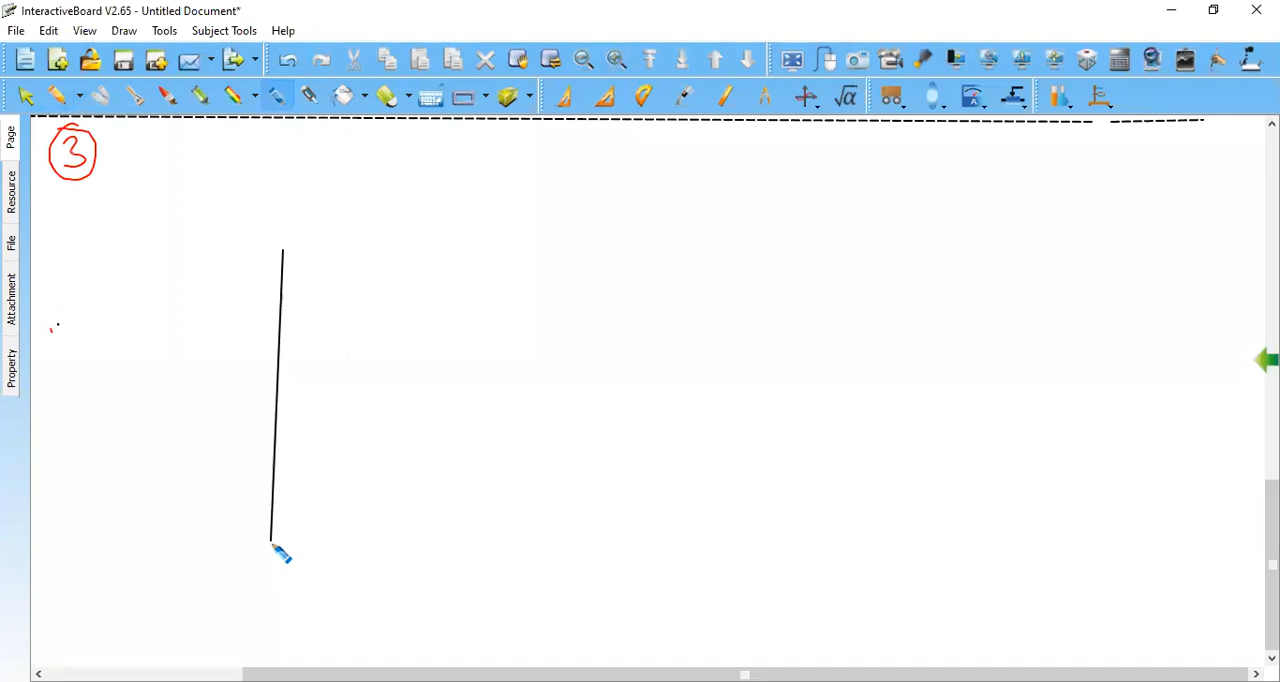 InteractiveBoard V2.65 - Untitled Document*
File Edit View Draw Tools Subject Tools Help
Page
Resource
File
Attachment
Property
3